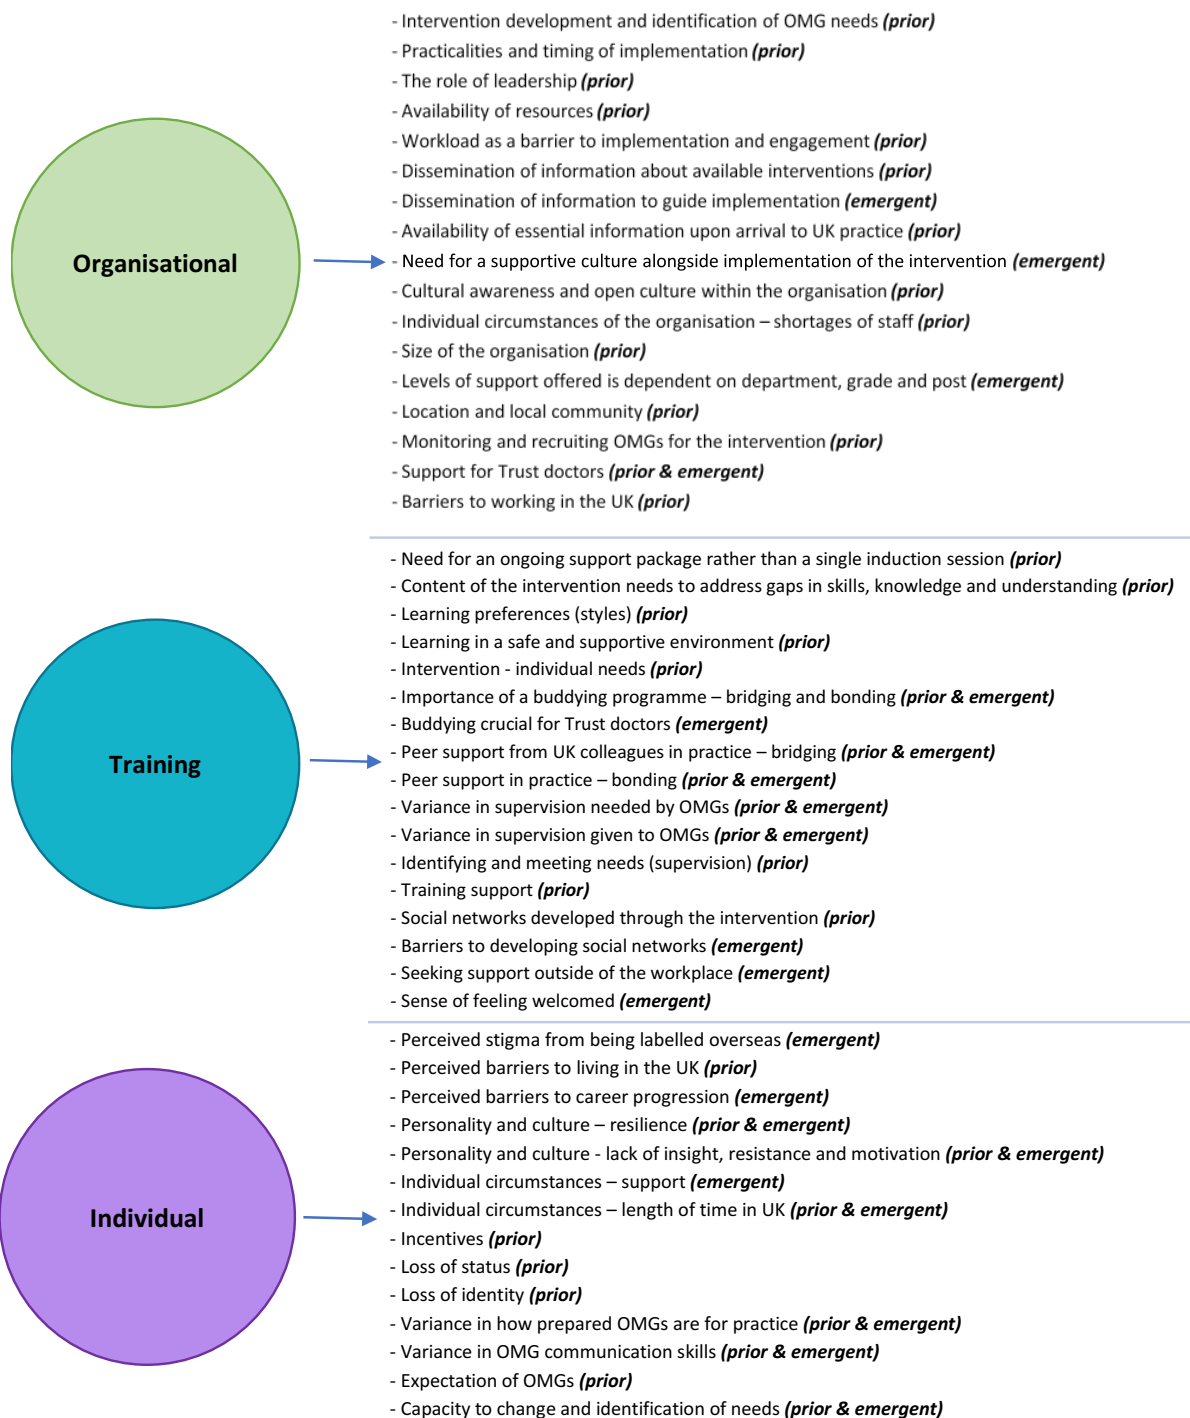 Organisational
- Intervention development and identification of OMG needs (prior)
- Practicalities and timing of implementation (prior)
- The role of leadership (prior)
- Availability of resources (prior)
- Workload as a barrier to implementation and engagement (prior)
- Dissemination of information about available interventions (prior)
- Dissemination of information to guide implementation (emergent)
- Availability of essential information upon arrival to UK practice (prior)
- Need for a supportive culture alongside implementation of the intervention (emergent)
- Cultural awareness and open culture within the organisation (prior)
- Individual circumstances of the organisation – shortages of staff (prior)
- Size of the organisation (prior)
- Levels of support offered is dependent on department, grade and post (emergent)
- Location and local community (prior)
- Monitoring and recruiting OMGs for the intervention (prior)
- Support for Trust doctors (prior & emergent)
- Barriers to working in the UK (prior)
Training
- Need for an ongoing support package rather than a single induction session (prior)
- Content of the intervention needs to address gaps in skills, knowledge and understanding (prior)
- Learning preferences (styles) (prior)
- Learning in a safe and supportive environment (prior)
- Intervention - individual needs (prior)
- Importance of a buddying programme – bridging and bonding (prior & emergent)
- Buddying crucial for Trust doctors (emergent)
- Peer support from UK colleagues in practice – bridging (prior & emergent)
- Peer support in practice – bonding (prior & emergent)
- Variance in supervision needed by OMGs (prior & emergent)
- Variance in supervision given to OMGs (prior & emergent)
- Identifying and meeting needs (supervision) (prior)
- Training support (prior)
- Social networks developed through the intervention (prior)
- Barriers to developing social networks (emergent)
- Seeking support outside of the workplace (emergent)
- Sense of feeling welcomed (emergent)
Individual
- Perceived stigma from being labelled overseas (emergent)
- Perceived barriers to living in the UK (prior)
- Perceived barriers to career progression (emergent)
- Personality and culture – resilience (prior & emergent)
- Personality and culture - lack of insight, resistance and motivation (prior & emergent)
- Individual circumstances – support (emergent)
- Individual circumstances – length of time in UK (prior & emergent)
- Incentives (prior)
- Loss of status (prior)
- Loss of identity (prior)
- Variance in how prepared OMGs are for practice (prior & emergent)
- Variance in OMG communication skills (prior & emergent)
- Expectation of OMGs (prior)
- Capacity to change and identification of needs (prior & emergent)